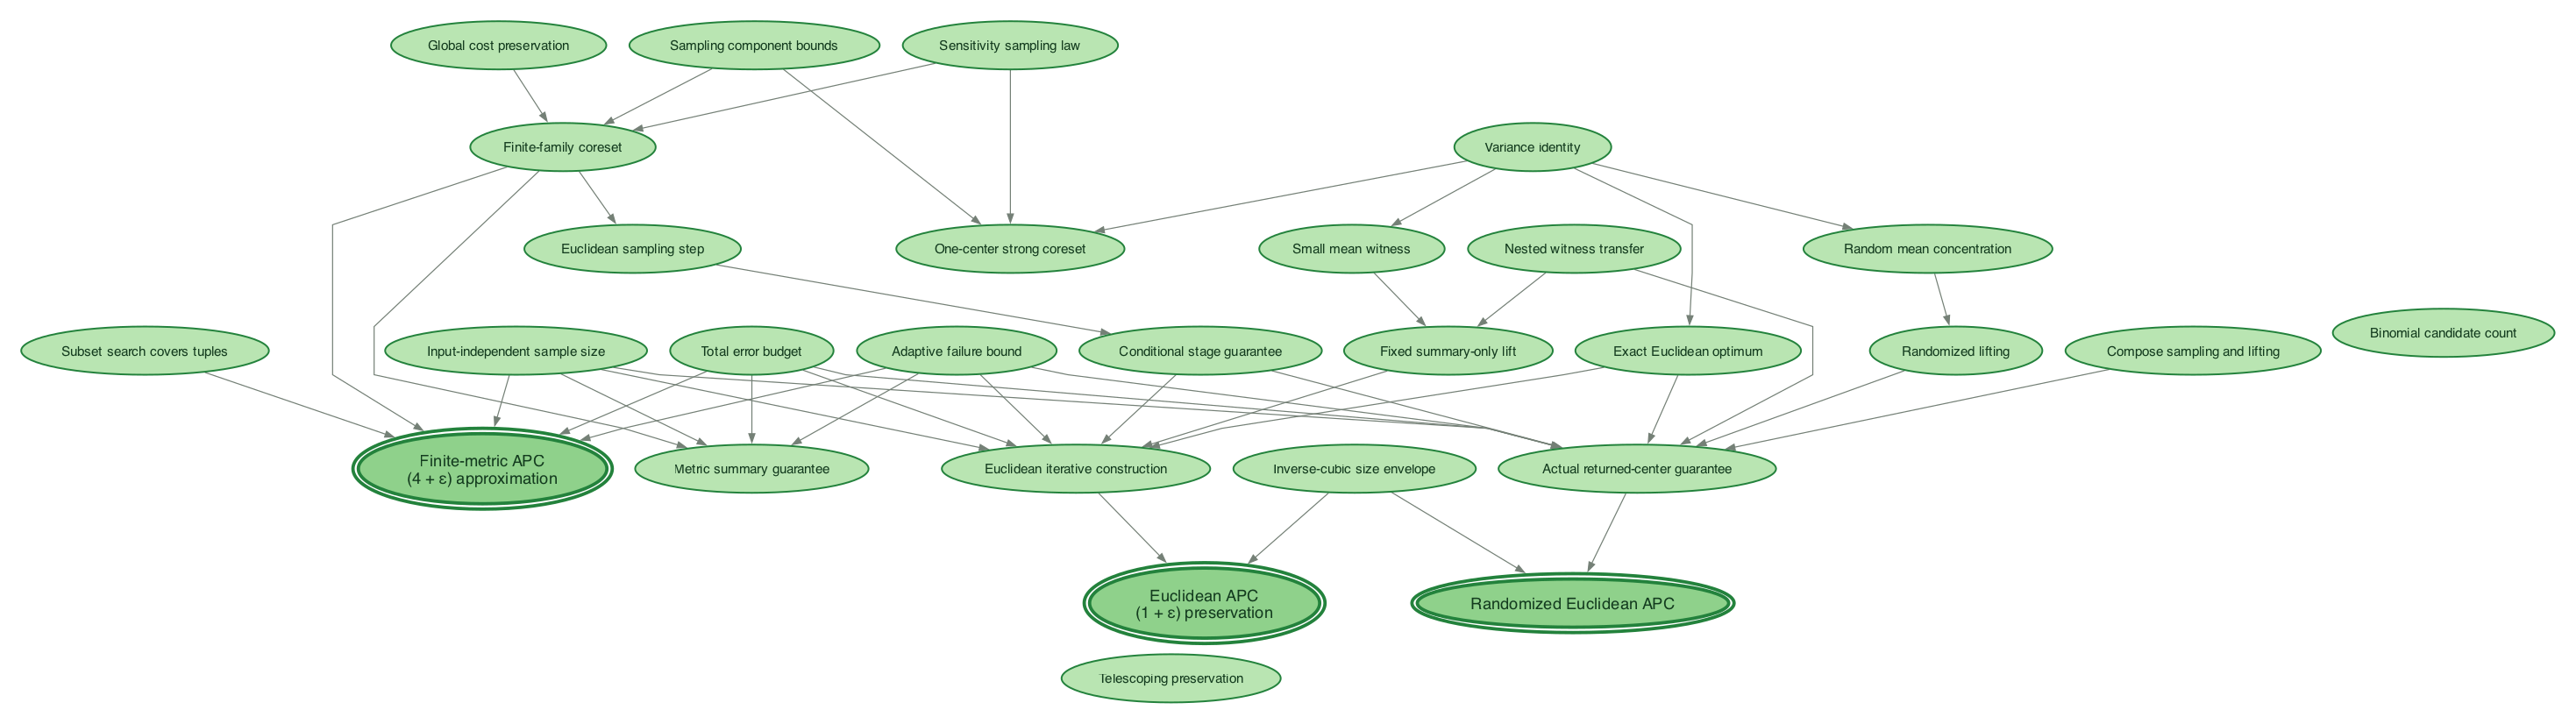 Global cost preservation
Sampling component bounds
Sensitivity sampling law
Finite-family coreset
Variance identity
Euclidean sampling step
One-center strong coreset
Small mean witness
Nested witness transfer
Random mean concentration
Binomial candidate count
Subset search covers tuples
Input-independent sample size
Total error budget
Adaptive failure bound
Conditional stage guarantee
Fixed summary-only lift
Exact Euclidean optimum
Randomized lifting
Compose sampling and lifting
Finite-metric APC
(4 + ε) approximation
Metric summary guarantee
Euclidean iterative construction
Inverse-cubic size envelope
Actual returned-center guarantee
Euclidean APC
(1 + ε) preservation
Randomized Euclidean APC
Telescoping preservation